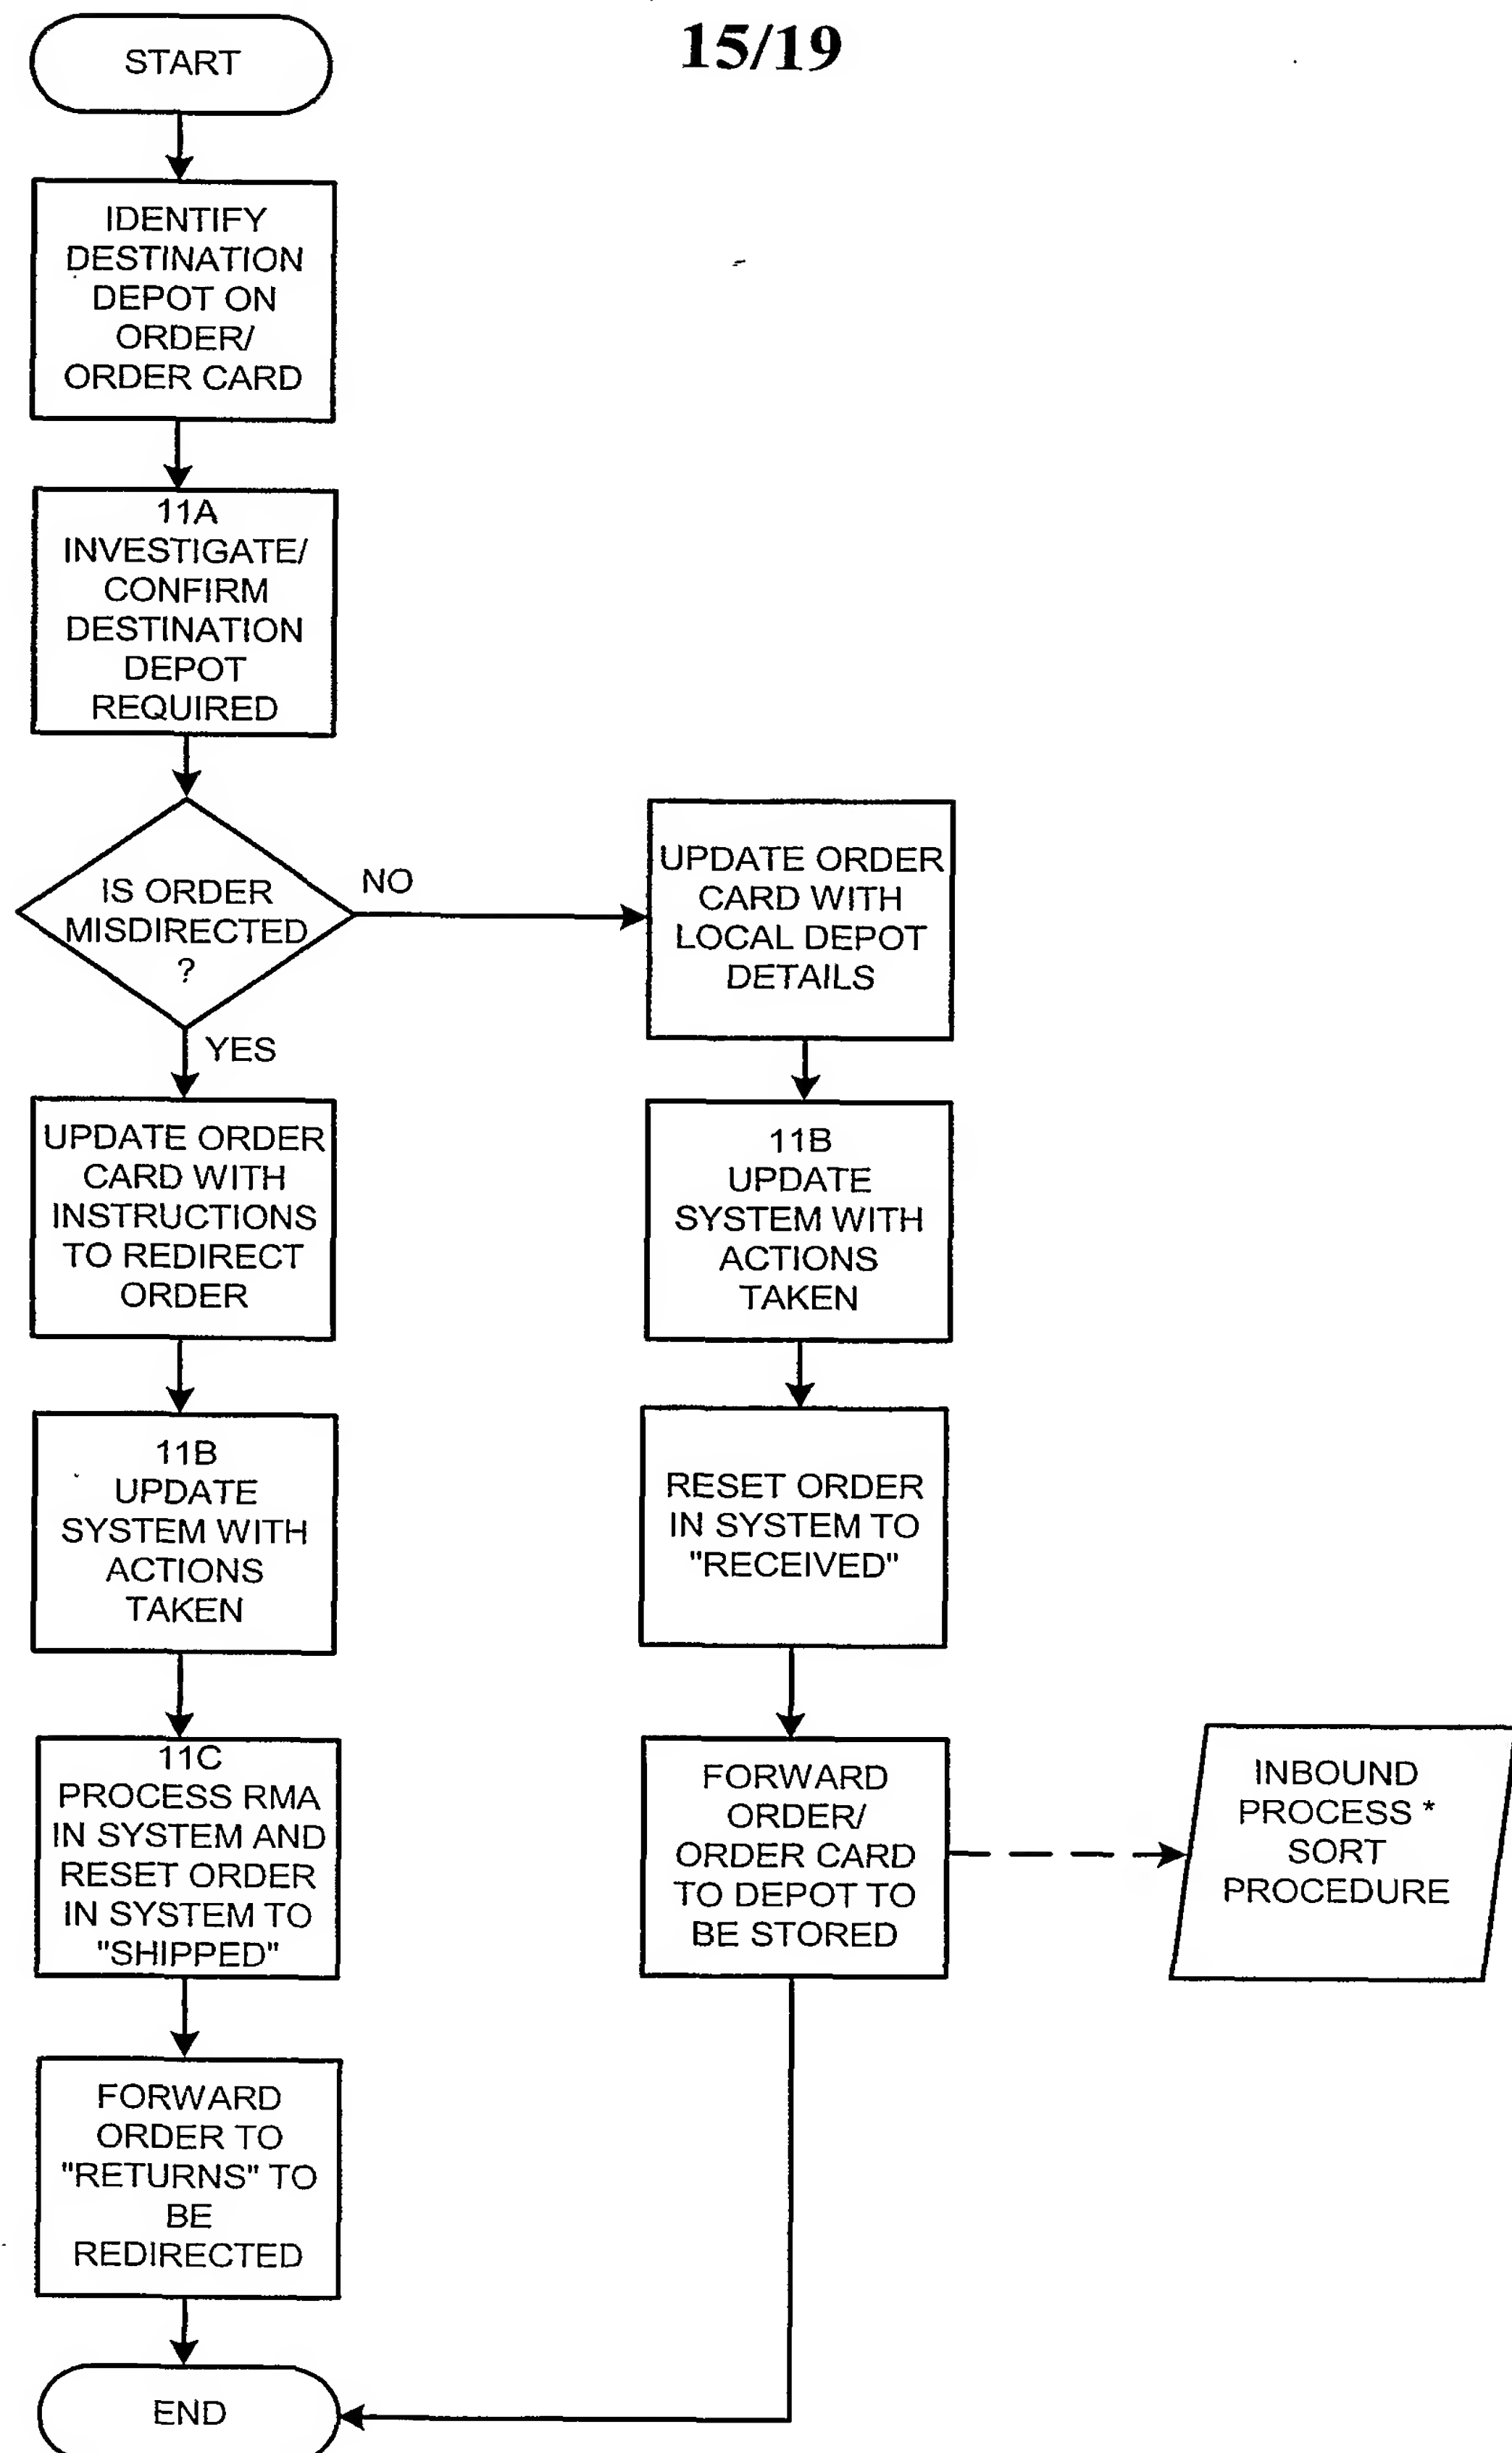 15/19
START
IDENTIFY
DESTINATION
DEPOT ON
ORDER/
ORDER CARD
11A
INVESTIGATE/
CONFIRM
DESTINATION
DEPOT
REQUIRED
IS ORDER
MISDIRECTED
?
NO
YES
UPDATE ORDER
CARD WITH
INSTRUCTIONS
TO REDIRECT
ORDER
11B
UPDATE
SYSTEM WITH
ACTIONS
TAKEN
11C
PROCESS RMA
IN SYSTEM AND
RESET ORDER
IN SYSTEM TO
"SHIPPED"
FORWARD
ORDER TO
"RETURNS" TO
BE
REDIRECTED
UPDATE ORDER
CARD WITH
LOCAL DEPOT
DETAILS
11B
UPDATE
SYSTEM WITH
ACTIONS
TAKEN
RESET ORDER
IN SYSTEM TO
"RECEIVED"
FORWARD
ORDER/
ORDER CARD
TO DEPOT TO
BE STORED
INBOUND
PROCESS *
SORT
PROCEDURE
END